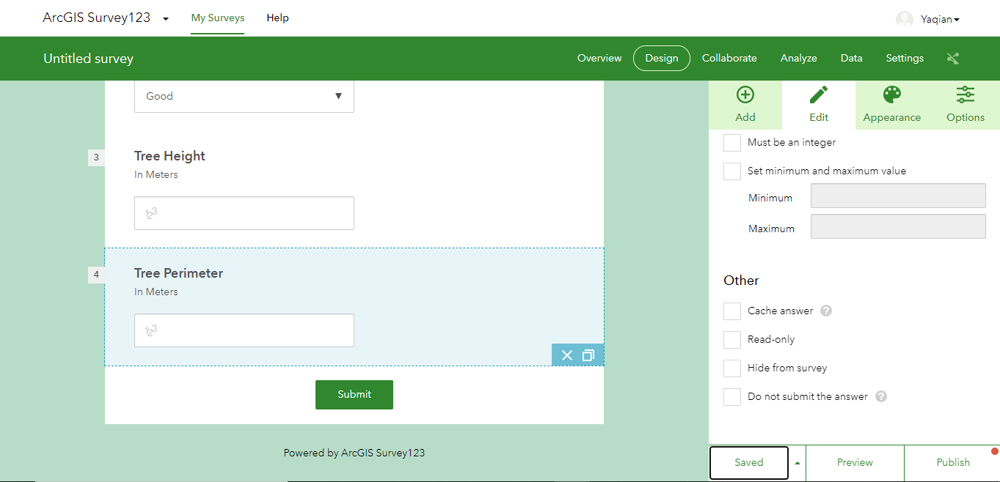 ArcGIS Survey123 My Surveys Help Yaqian
Untitled survey Overview Design Collaborate Analyze Data Settings
Good
3 Tree Height
In Meters
123
4 Tree Perimeter
In Meters
123
Submit
Powered by ArcGIS Survey123
Add Edit Appearance Options
Must be an integer
Set minimum and maximum value
Minimum
Maximum
Other
Cache answer ?
Read-only
Hide from survey
Do not submit the answer ?
Saved Preview Publish